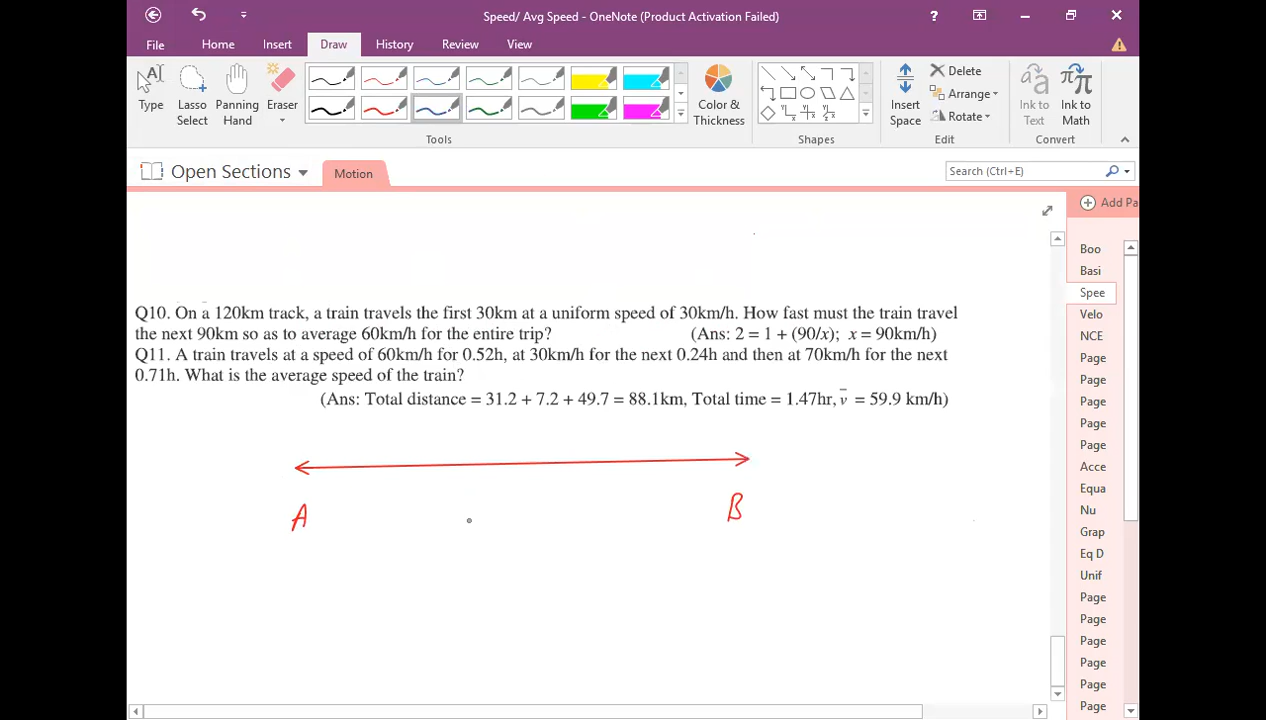 Speed/ Avg Speed - OneNote (Product Activation Failed)
?
File Home Insert Draw History Review View
Type
Lasso Select
Panning Hand
Eraser
Color & Thickness
Insert Space
Delete
Arrange
Rotate
Ink to Text
Ink to Math
Tools Shapes Edit Convert
Open Sections Motion Search (Ctrl+E)
Add Pa
Q10. On a 120km track, a train travels the first 30km at a uniform speed of 30km/h. How fast must the train travel
the next 90km so as to average 60km/h for the entire trip? (Ans: 2 = 1 + (90/x); x = 90km/h)
Q11. A train travels at a speed of 60km/h for 0.52h, at 30km/h for the next 0.24h and then at 70km/h for the next
0.71h. What is the average speed of the train?
(Ans: Total distance = 31.2 + 7.2 + 49.7 = 88.1km, Total time = 1.47hr, v̄ = 59.9 km/h)
A B
Boo
Basi
Spee
Velo
NCE
Page
Page
Page
Page
Page
Acce
Equa
Nu
Grap
Eq D
Unif
Page
Page
Page
Page
Page
Page